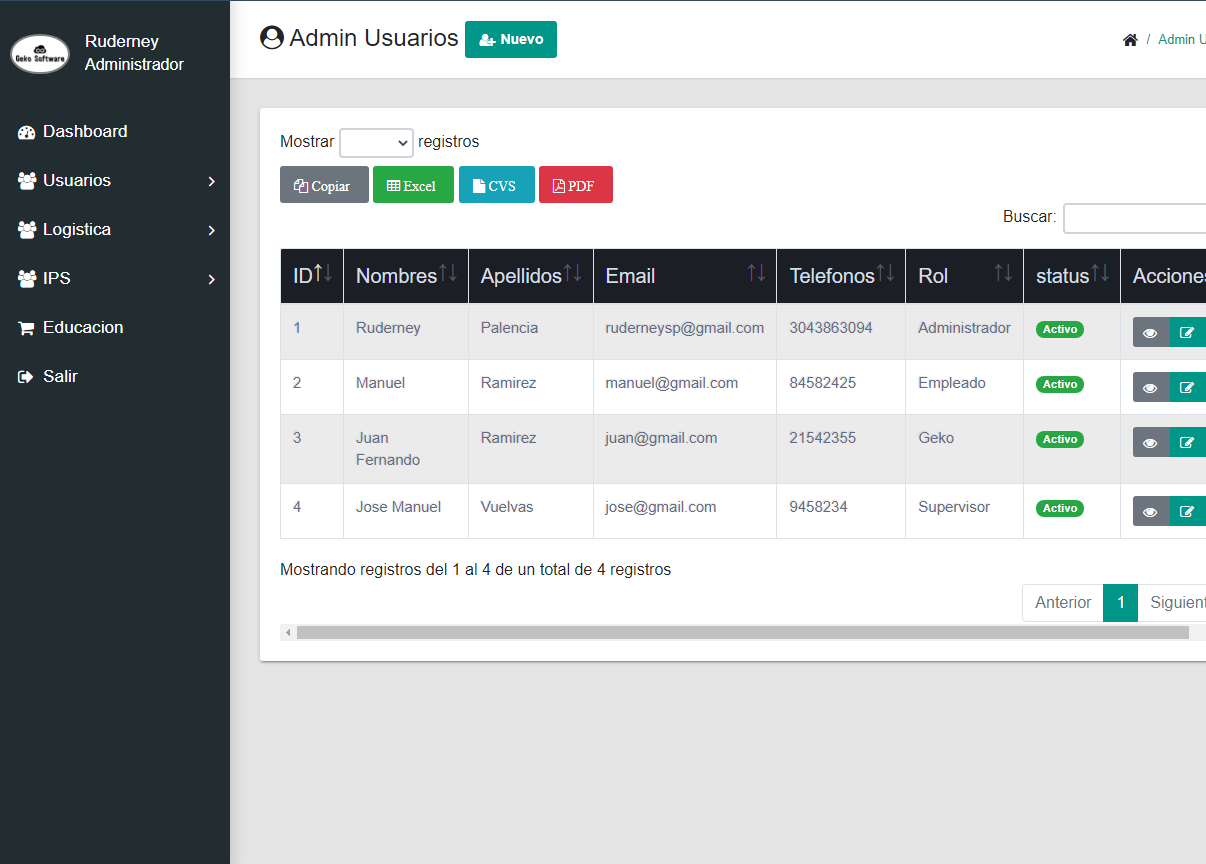 Geko Software
Ruderney
Administrador
Dashboard
Usuarios
Logistica
IPS
Educacion
Salir
Admin Usuarios Nuevo
/ Admin U
Mostrar registros
Copiar Excel CVS PDF
Buscar:
ID Nombres Apellidos Email Telefonos Rol status Acciones
1 Ruderney Palencia ruderneysp@gmail.com 3043863094 Administrador Activo
2 Manuel Ramirez manuel@gmail.com 84582425 Empleado Activo
3 Juan Fernando Ramirez juan@gmail.com 21542355 Geko Activo
4 Jose Manuel Vuelvas jose@gmail.com 9458234 Supervisor Activo
Mostrando registros del 1 al 4 de un total de 4 registros
Anterior 1 Siguient